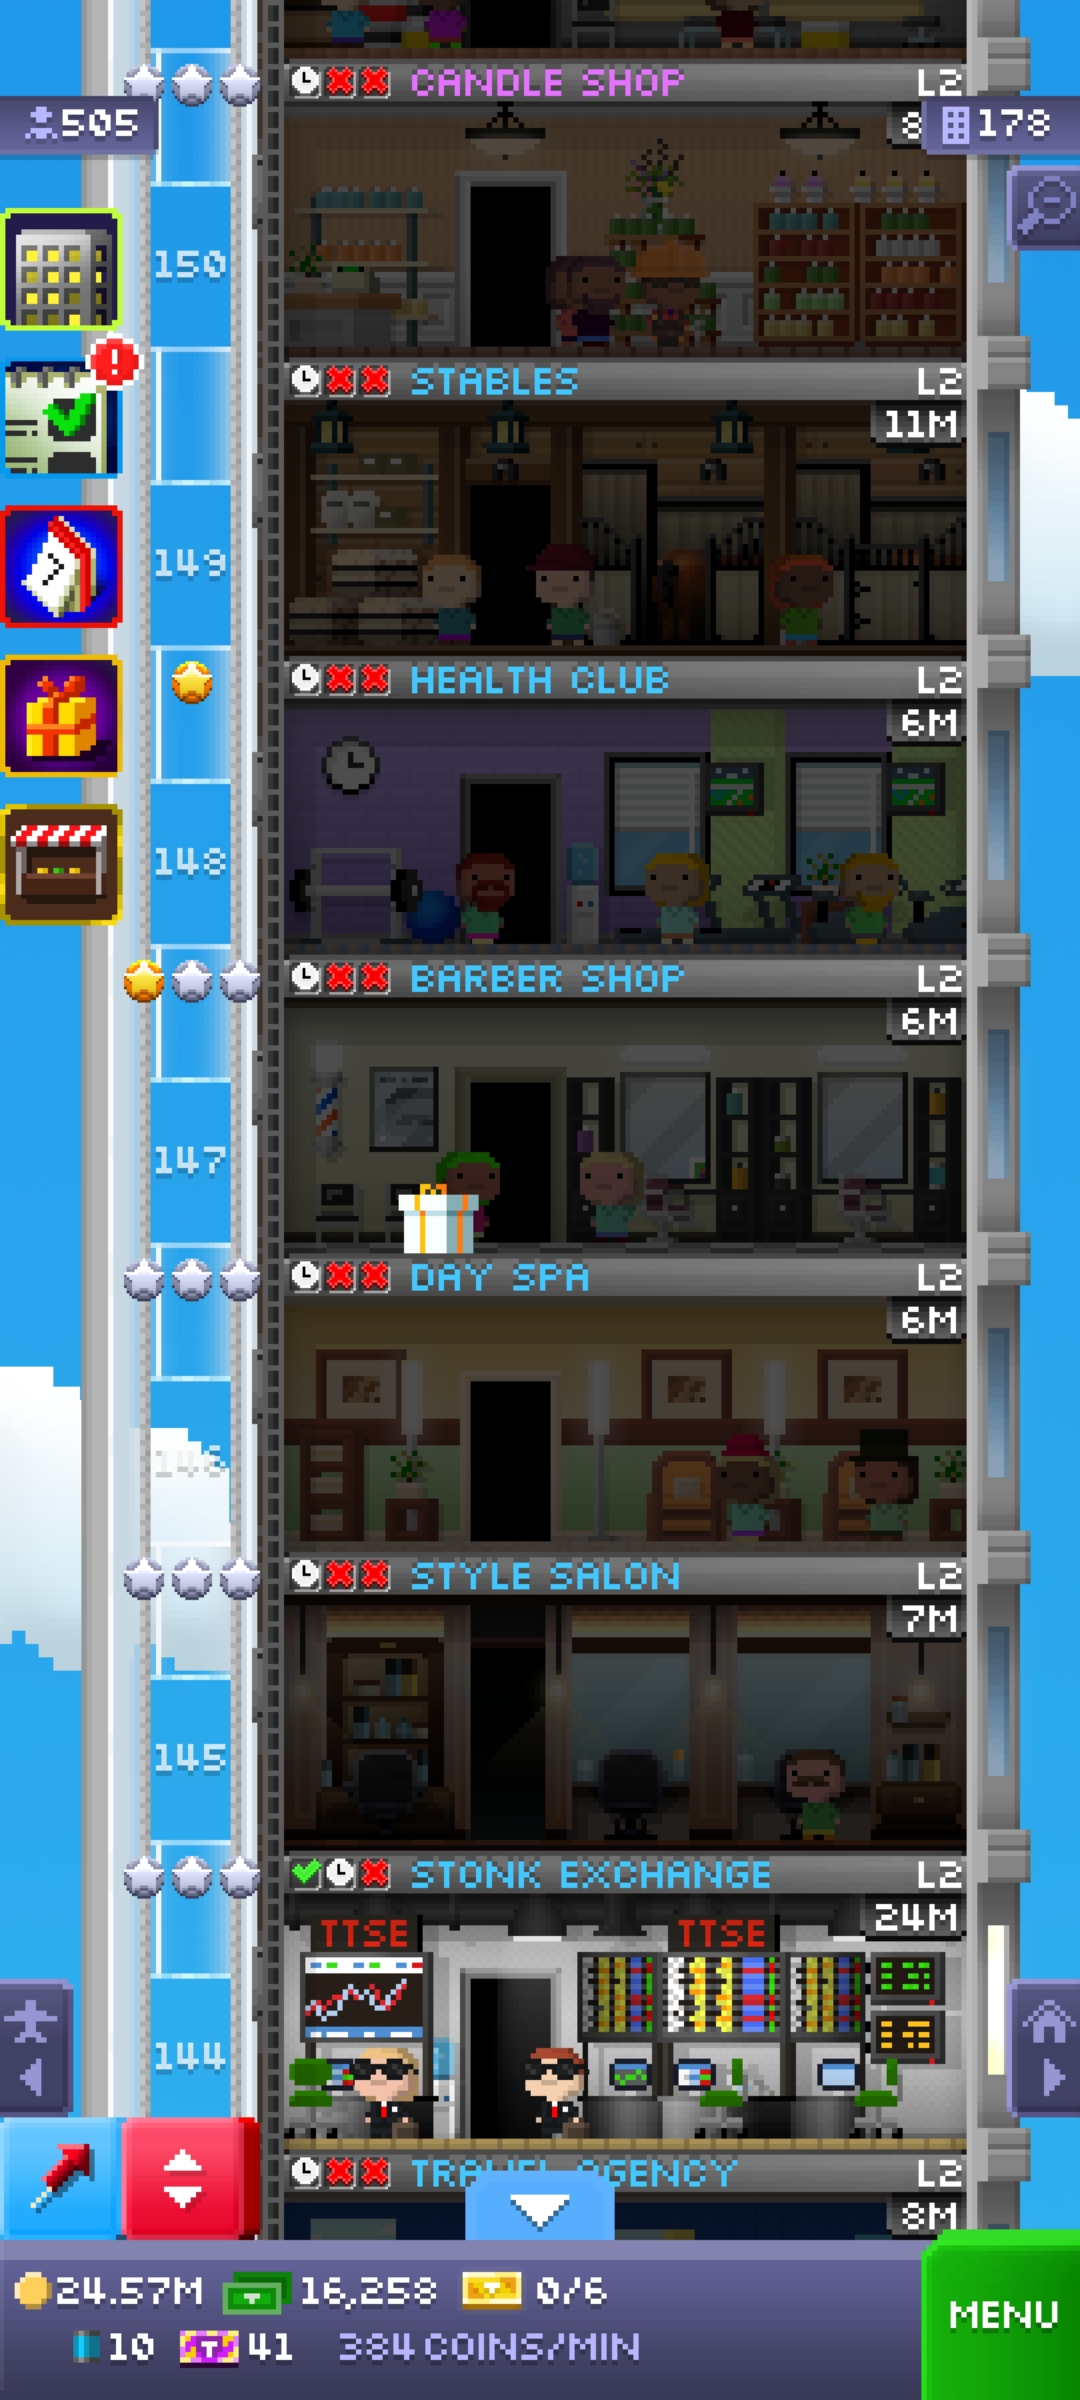 CANDLE SHOP L2
505
8
178
150
STABLES L2
11M
149
HEALTH CLUB L2
6M
148
BARBER SHOP L2
6M
147
DAY SPA L2
6M
146
STYLE SALON L2
7M
145
STONK EXCHANGE L2
24M
TTSE TTSE
144
TRAVEL AGENCY L2
8M
24.57M 16,258 0/6
MENU
10 41 384 COINS/MIN